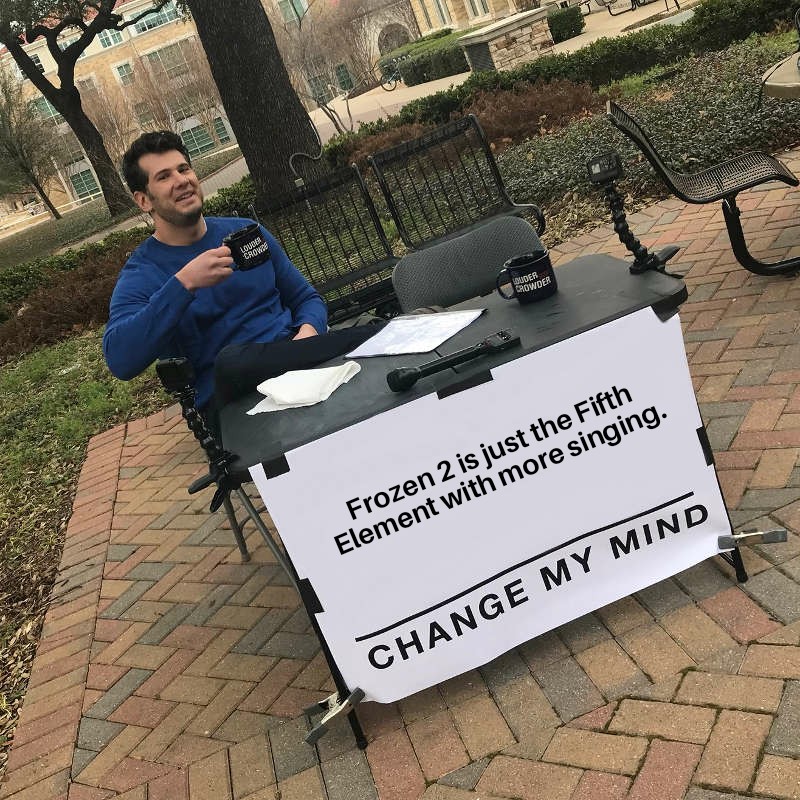 LOUDER
CROWDER
LOUDER
CROWDER
Frozen 2 is just the Fifth
Element with more singing.
CHANGE MY MIND